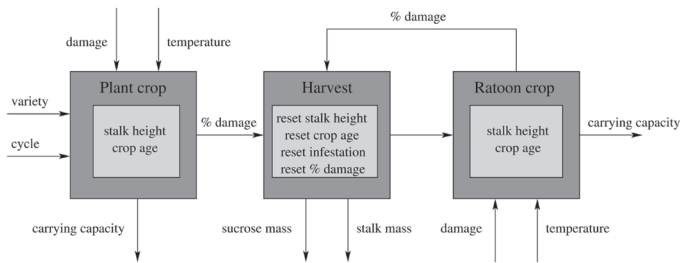 % damage
damage
temperature
Plant crop
Harvest
Ratoon crop
variety
cycle
stalk height
crop age
% damage
reset stalk height
reset crop age
reset infestation
reset % damage
stalk height
crop age
carrying capacity
carrying capacity
sucrose mass
stalk mass
damage
temperature